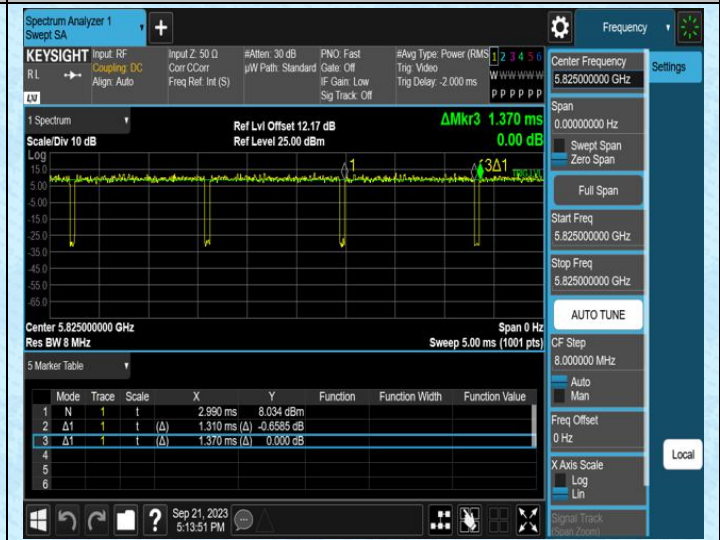 Spectrum Analyzer 1
Swept SA
+
Frequency
KEYSIGHT
RL
LXI
Input: RF
Coupling: DC
Align: Auto
Input Z: 50 Ω
Corr CCorr
Freq Ref: Int (S)
#Atten: 30 dB
µW Path: Standard
PNO: Fast
Gate: Off
IF Gain: Low
Sig Track: Off
#Avg Type: Power (RMS
Trig: Video
Trig Delay: -2.000 ms
1 2 3 4 5 6
W W W W W W
P P P P P P
Center Frequency
5.825000000 GHz
Settings
Span
0.00000000 Hz
Swept Span
Zero Span
Full Span
Start Freq
5.825000000 GHz
Stop Freq
5.825000000 GHz
AUTO TUNE
CF Step
8.000000 MHz
Auto
Man
Freq Offset
0 Hz
X Axis Scale
Log
Lin
Signal Track
(Span Zoom)
Local
1 Spectrum
Scale/Div 10 dB
Ref Lvl Offset 12.17 dB
Ref Level 25.00 dBm
ΔMkr3 1.370 ms
0.00 dB
Log
15.0
5.00
-5.00
-15.0
-25.0
-35.0
-45.0
-55.0
-65.0
1
3Δ1
Center 5.825000000 GHz
Res BW 8 MHz
Span 0 Hz
Sweep 5.00 ms (1001 pts)
5 Marker Table
Mode Trace Scale X Y Function Function Width Function Value
1 N 1 t 2.990 ms 8.034 dBm
2 Δ1 1 t (Δ) 1.310 ms (Δ) -0.6585 dB
3 Δ1 1 t (Δ) 1.370 ms (Δ) 0.000 dB
4
5
6
?
Sep 21, 2023
5:13:51 PM